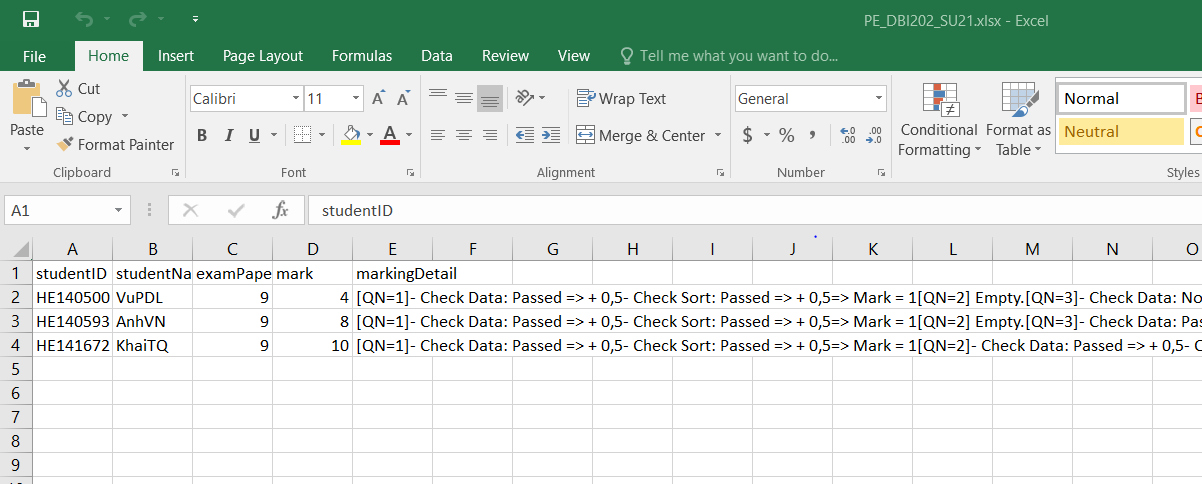 PE_DBI202_SU21.xlsx - Excel
File Home Insert Page Layout Formulas Data Review View Tell me what you want to do...
Cut
Copy
Format Painter
Paste
Clipboard
Calibri 11 A A
B I U A
Font
Wrap Text
Merge & Center
Alignment
General
$ % , .0 .00 .00 .0
Number
Conditional Formatting
Format as Table
Normal
Neutral
Styles
A1 fx studentID
A B C D E F G H I J K L M N O
1 studentID studentNa examPape mark markingDetail
2 HE140500 VuPDL 9 4 [QN=1]- Check Data: Passed => + 0,5- Check Sort: Passed => + 0,5=> Mark = 1[QN=2] Empty.[QN=3]- Check Data: No
3 HE140593 AnhVN 9 8 [QN=1]- Check Data: Passed => + 0,5- Check Sort: Passed => + 0,5=> Mark = 1[QN=2] Empty.[QN=3]- Check Data: Pas
4 HE141672 KhaiTQ 9 10 [QN=1]- Check Data: Passed => + 0,5- Check Sort: Passed => + 0,5=> Mark = 1[QN=2]- Check Data: Passed => + 0,5- C
5
6
7
8
9